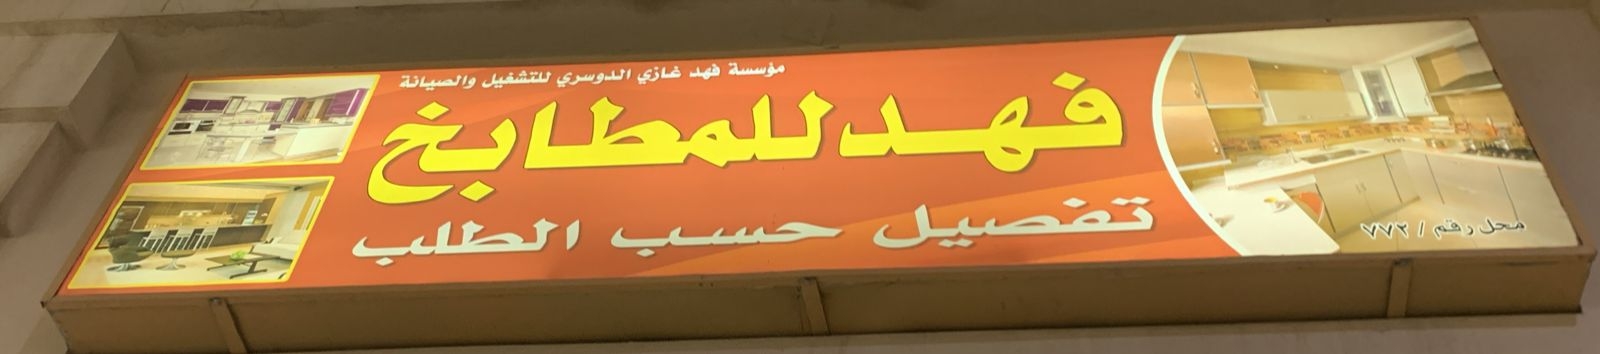 مؤسسة فهد غازي الدوسري للتشغيل والصيانة
فهد للمطابخ
تفصيل حسب الطلب
محل رقم / ٧٧٢